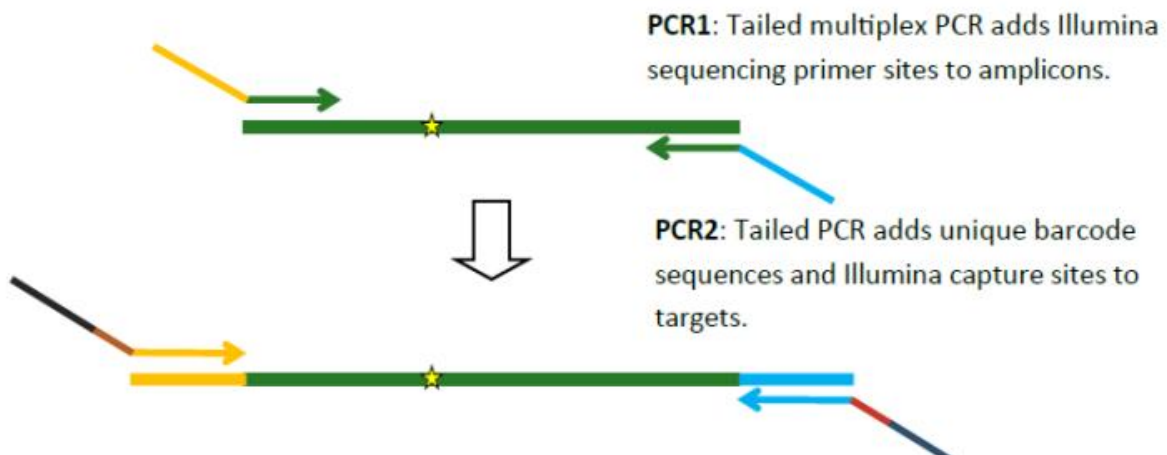 PCR1: Tailed multiplex PCR adds Illumina
sequencing primer sites to amplicons.
PCR2: Tailed PCR adds unique barcode
sequences and Illumina capture sites to
targets.